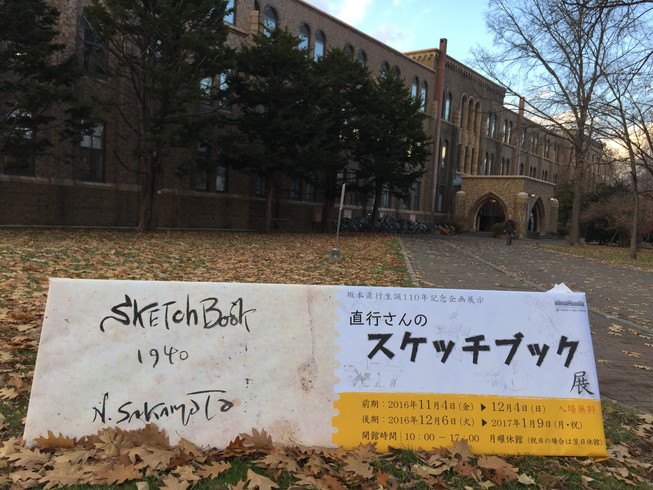 SKETCH BOOK
1940
N. Sakamoto
坂本直行生誕110年記念企画展示
直行さんの
スケッチブック
展
前期：2016年11月4日(金) ▶ 12月4日(日) 入場無料
後期：2016年12月6日(火) ▶ 2017年1月9日(月・祝)
開館時間｜10：00 - 17：00 月曜休館 (祝日の場合は翌日休館)